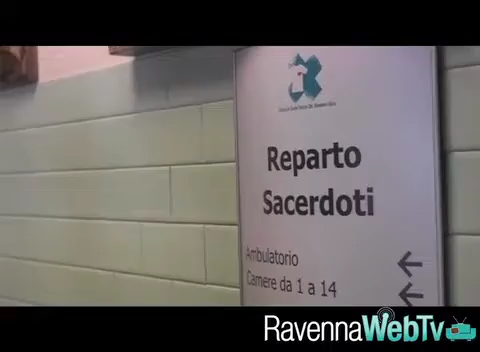 Reparto
Sacerdoti
Ambulatorio
Camere da 1 a 14
RavennaWebTv